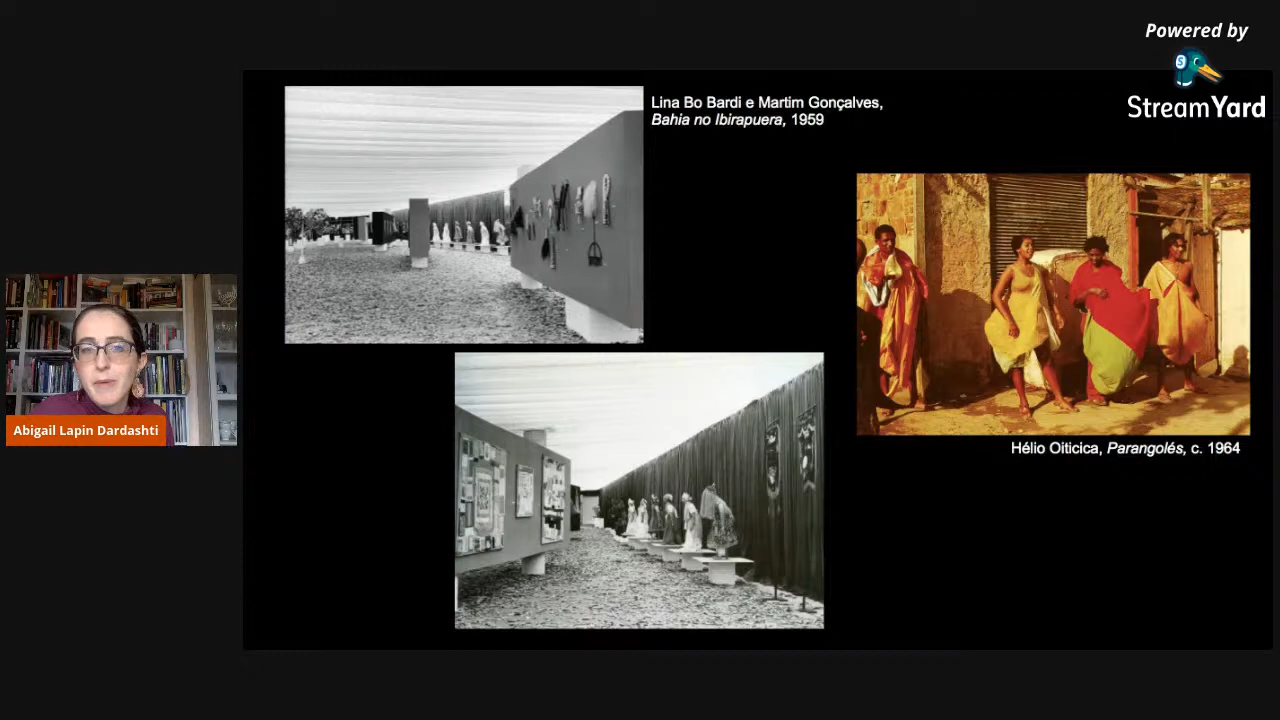 Powered by
StreamYard
Lina Bo Bardi e Martim Gonçalves,
Bahia no Ibirapuera, 1959
Hélio Oiticica, Parangolés, c. 1964
Abigail Lapin Dardashti